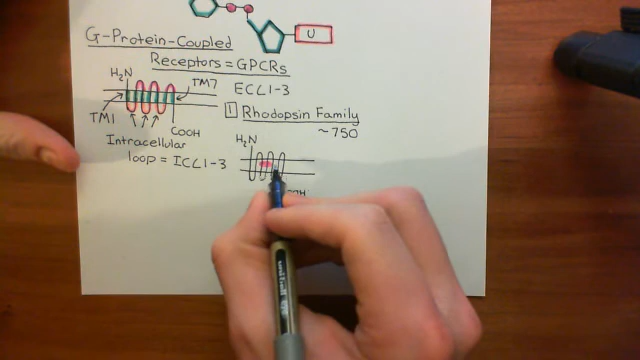 U
G-Protein-Coupled
Receptors = GPCRs
H₂N
TM7
ECL1-3
TM1
COOH
1 Rhodopsin Family
~750
Intracellular
loop = ICL1-3
H₂N